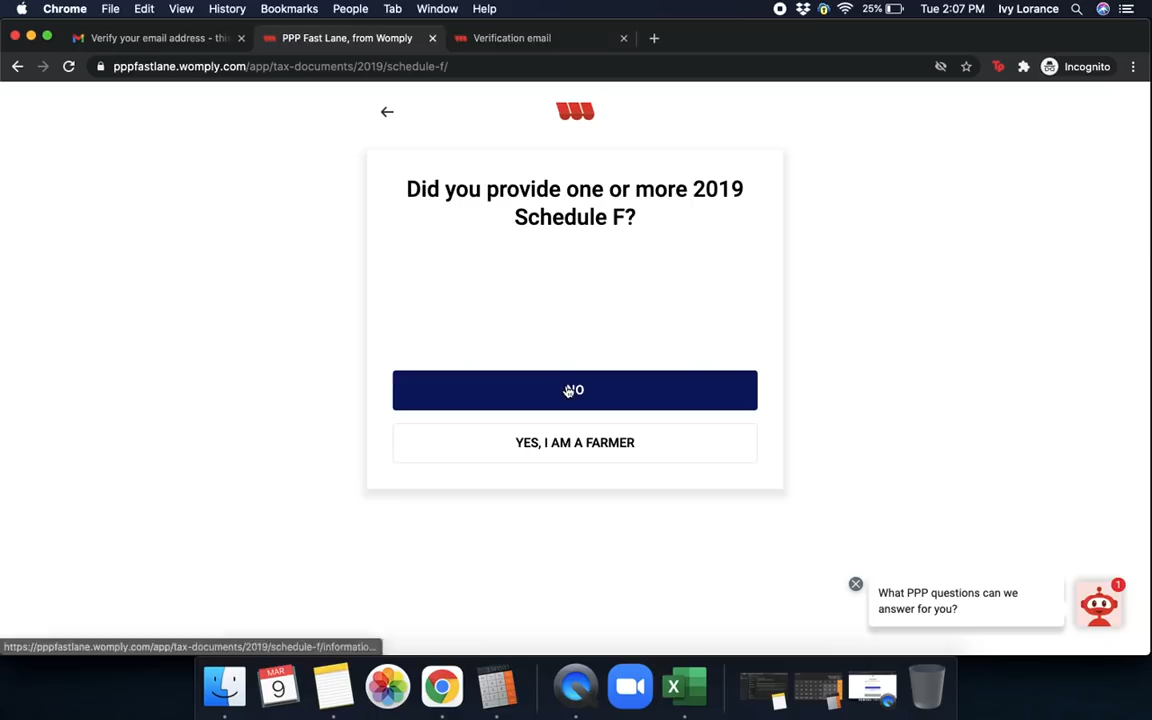 Chrome File Edit View History Bookmarks People Tab Window Help 25% Tue 2:07 PM Ivy Lorance
Verify your email address - this
PPP Fast Lane, from Womply
Verification email
pppfastlane.womply.com/app/tax-documents/2019/schedule-f/
Tp
Incognito
Did you provide one or more 2019
Schedule F?
NO
YES, I AM A FARMER
What PPP questions can we
answer for you?
1
https://pppfastlane.womply.com/app/tax-documents/2019/schedule-f/informatio...
MAR
9
X